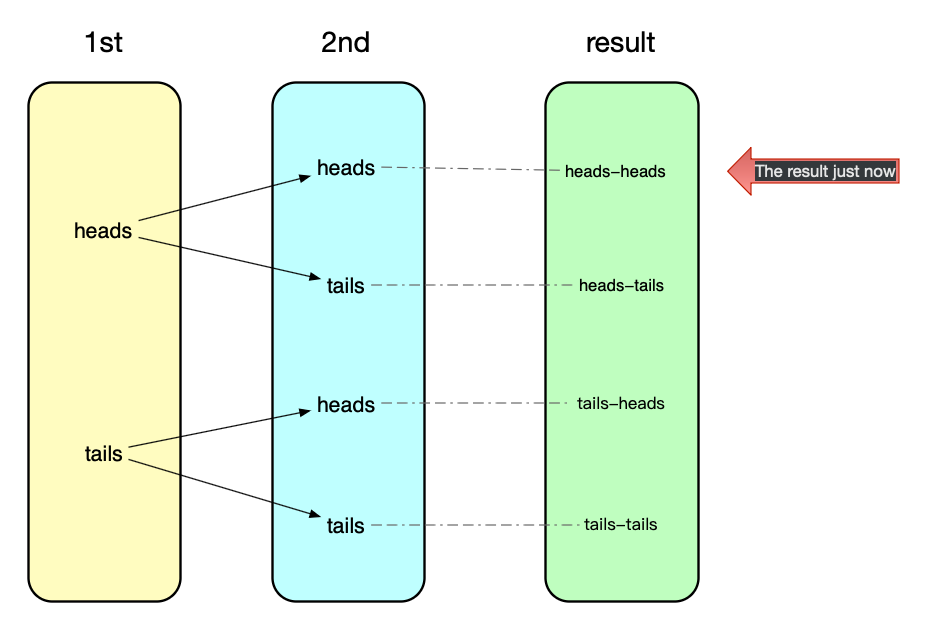 1st 2nd result
heads heads–heads The result just now
heads
tails heads–tails
heads tails–heads
tails
tails tails–tails